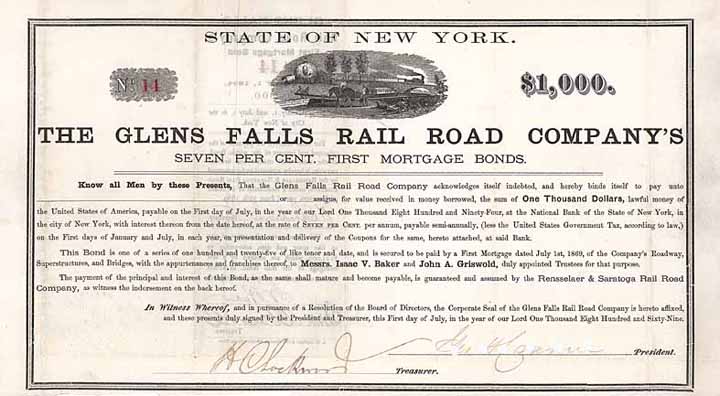 STATE OF NEW YORK.
No 14
$1,000.
THE GLENS FALLS RAIL ROAD COMPANY'S
SEVEN PER CENT. FIRST MORTGAGE BONDS.
Know all Men by these Presents, That the Glens Falls Rail Road Company acknowledges itself indebted, and hereby binds itself to pay unto
or assigns, for value received in money borrowed, the sum of One Thousand Dollars, lawful money of
the United States of America, payable on the First day of July, in the year of our Lord One Thousand Eight Hundred and Ninety-Four, at the National Bank of the State of New York, in
the city of New York, with interest thereon from the date hereof, at the rate of SEVEN PER CENT. per annum, payable semi-annually, (less the United States Government Tax, according to law,)
on the First days of January and July, in each year, on presentation and delivery of the Coupons for the same, hereto attached, at said Bank.
This Bond is one of a series of one hundred and twenty-five of like tenor and date, and is secured to be paid by a First Mortgage dated July 1st, 1869, of the Company's Roadway,
Superstructures, and Bridges, with the appurtenances and franchises thereof, to Messrs. Isaac V. Baker and John A. Griswold, duly appointed Trustees for that purpose.
The payment of the principal and interest of this Bond, as the same shall mature and become payable, is guaranteed and assumed by the Rensselaer & Saratoga Rail Road
Company, as witness the indorsement on the back hereof.
In Witness Whereof, and in pursuance of a Resolution of the Board of Directors, the Corporate Seal of the Glens Falls Rail Road Company is hereto affixed,
and these presents duly signed by the President and Treasurer, this First day of July, in the year of our Lord One Thousand Eight Hundred and Sixty-Nine.
President.
Treasurer.